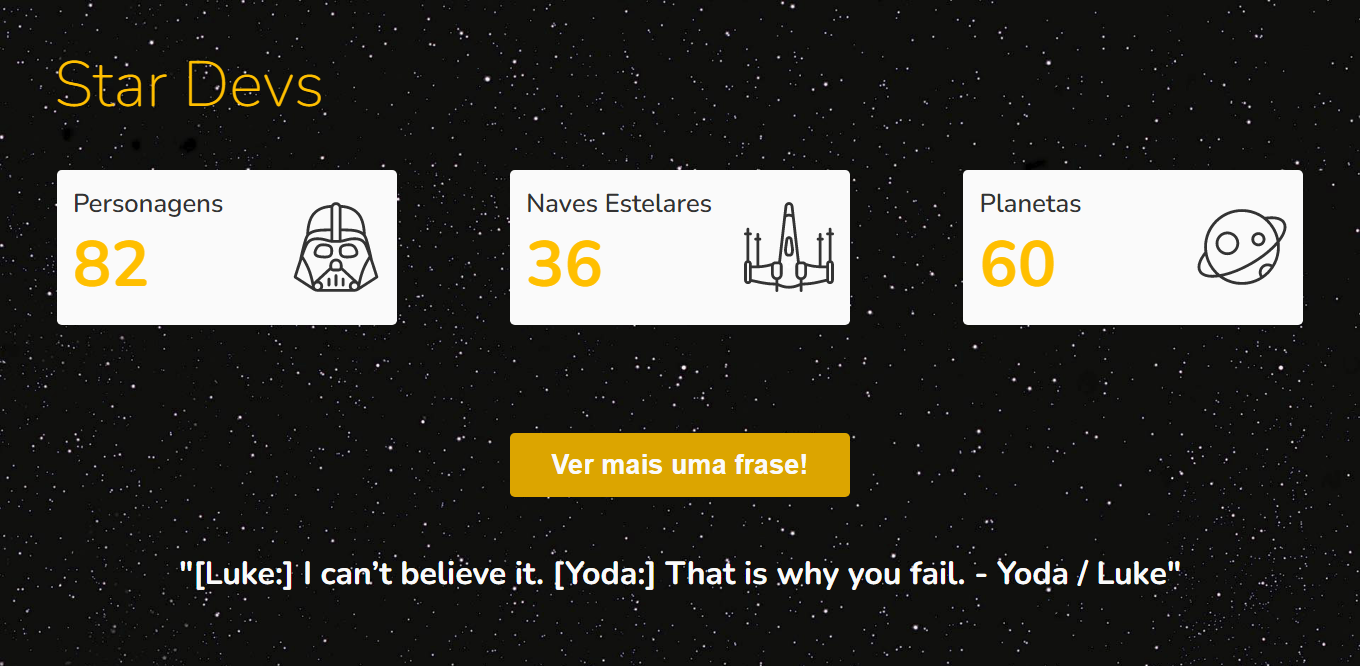 Star Devs
Personagens
82
Naves Estelares
36
Planetas
60
Ver mais uma frase!
"[Luke:] I can’t believe it. [Yoda:] That is why you fail. - Yoda / Luke"